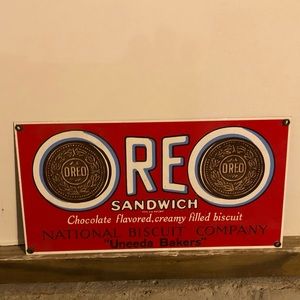 OREO
OREO
OREO
SANDWICH
Chocolate flavored, creamy filled biscuit
NATIONAL BISCUIT COMPANY
"Uneeda Bakers"